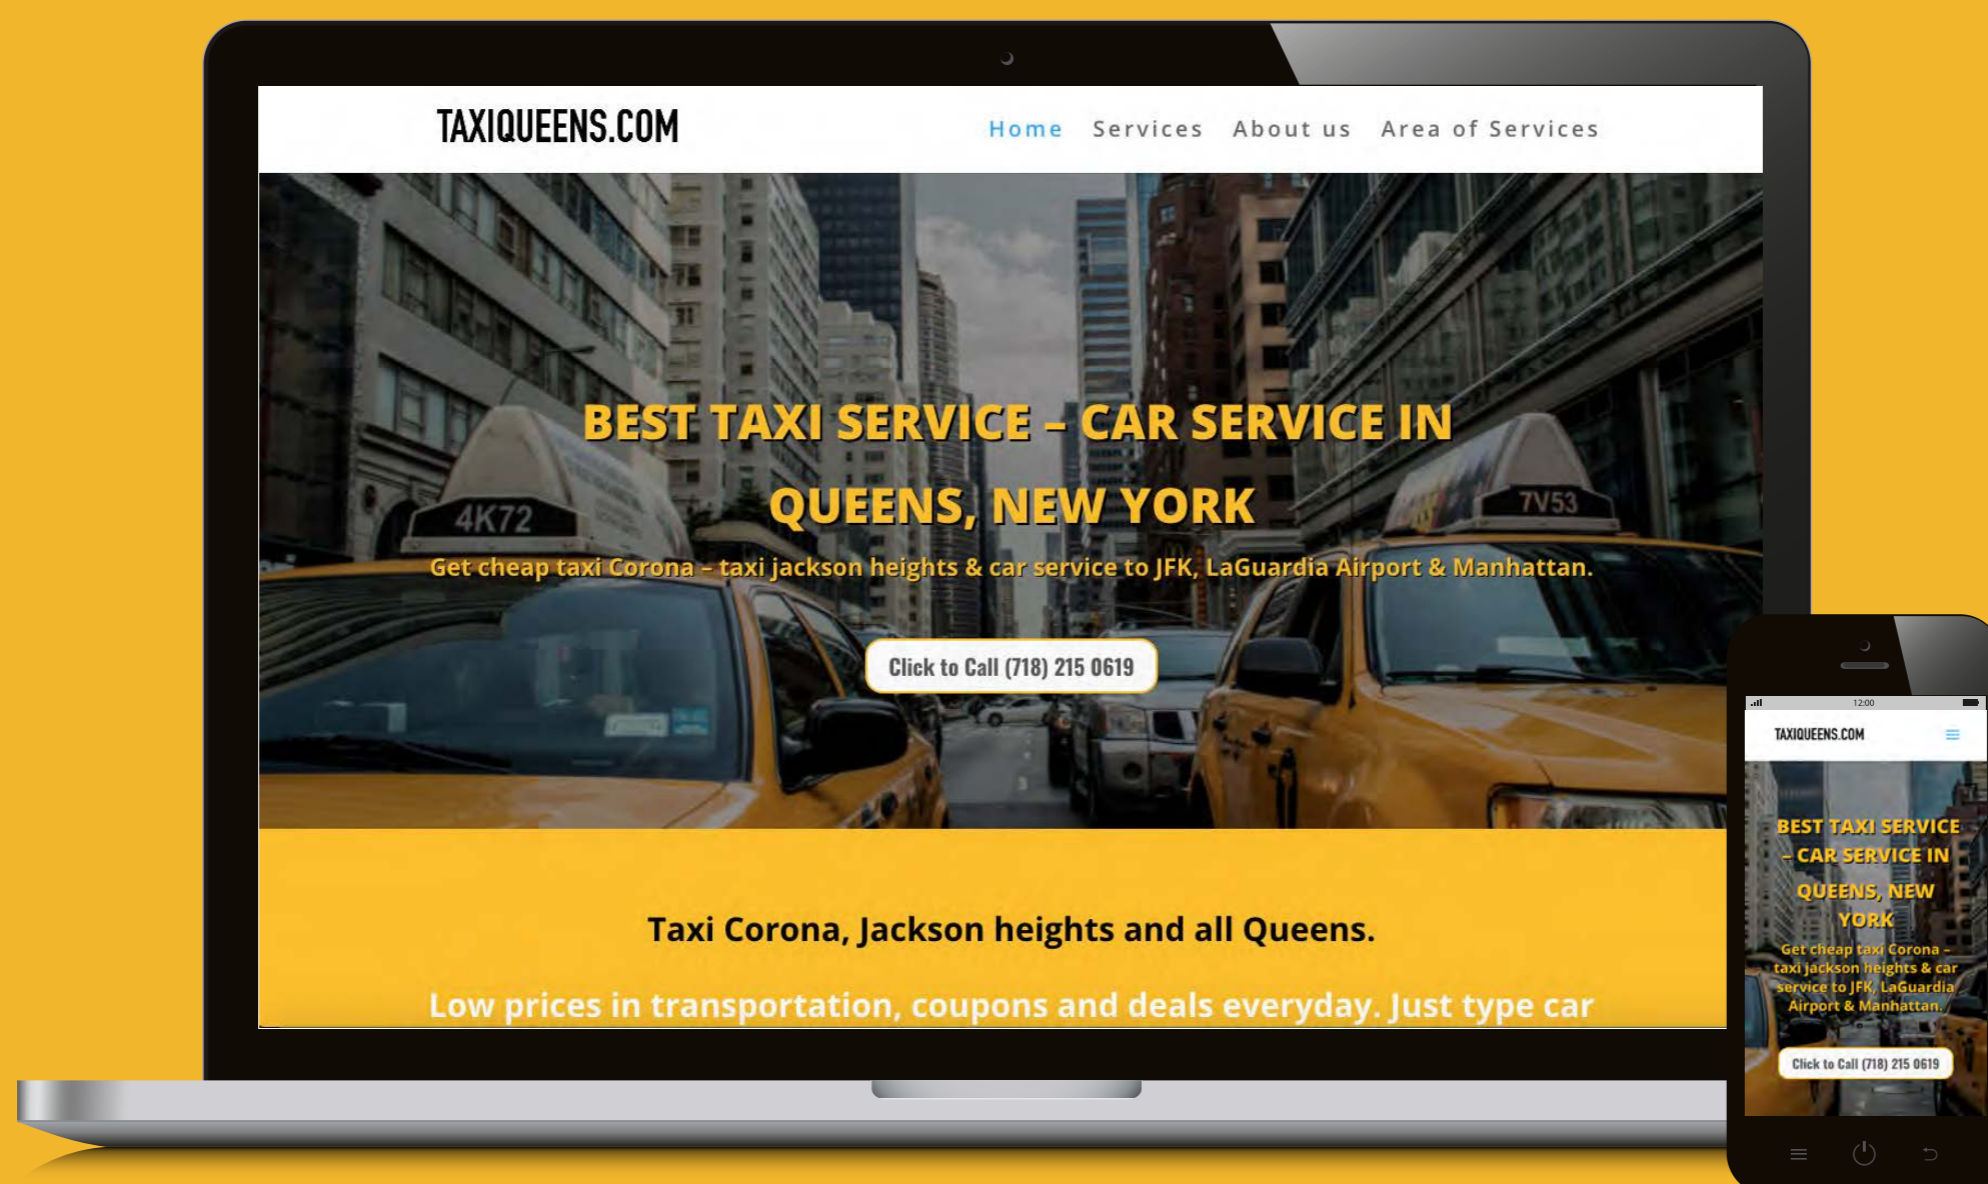 TAXIQUEENS.COM
Home Services About us Area of Services
BEST TAXI SERVICE – CAR SERVICE IN
QUEENS, NEW YORK
4K72
7V53
Get cheap taxi Corona – taxi jackson heights & car service to JFK, LaGuardia Airport & Manhattan.
Click to Call (718) 215 0619
Taxi Corona, Jackson heights and all Queens.
Low prices in transportation, coupons and deals everyday. Just type car
12:00
TAXIQUEENS.COM
BEST TAXI SERVICE
– CAR SERVICE IN
QUEENS, NEW
YORK
Get cheap taxi Corona –
taxi jackson heights & car
service to JFK, LaGuardia
Airport & Manhattan.
Click to Call (718) 215 0619